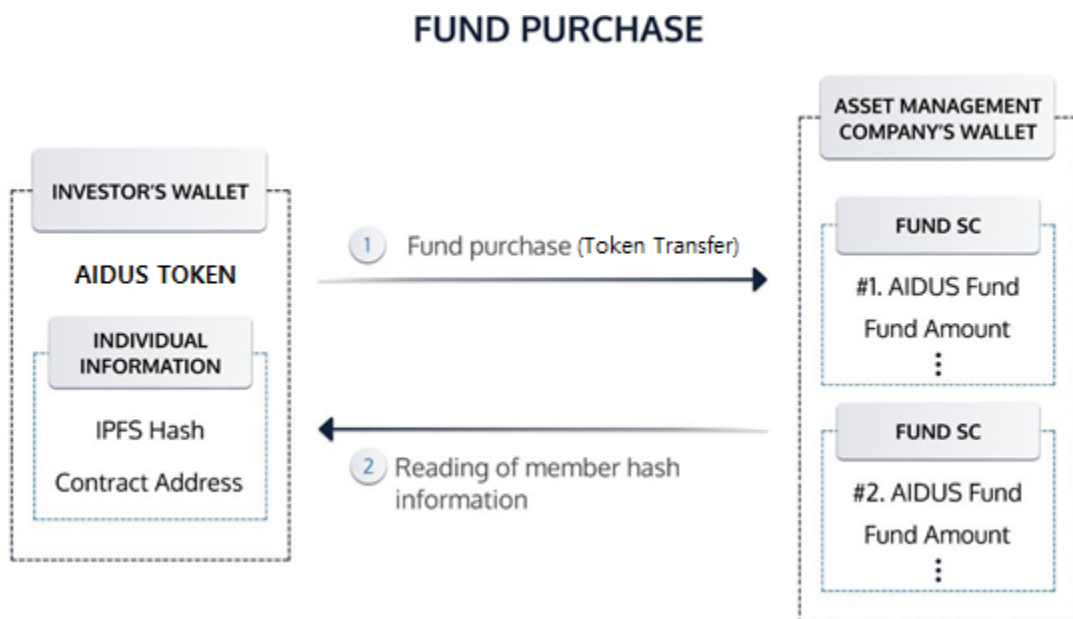 FUND PURCHASE
INVESTOR'S WALLET
AIDUS TOKEN
INDIVIDUAL
INFORMATION
IPFS Hash
Contract Address
1 Fund purchase (Token Transfer)
2 Reading of member hash
information
ASSET MANAGEMENT
COMPANY'S WALLET
FUND SC
#1. AIDUS Fund
Fund Amount
FUND SC
#2. AIDUS Fund
Fund Amount